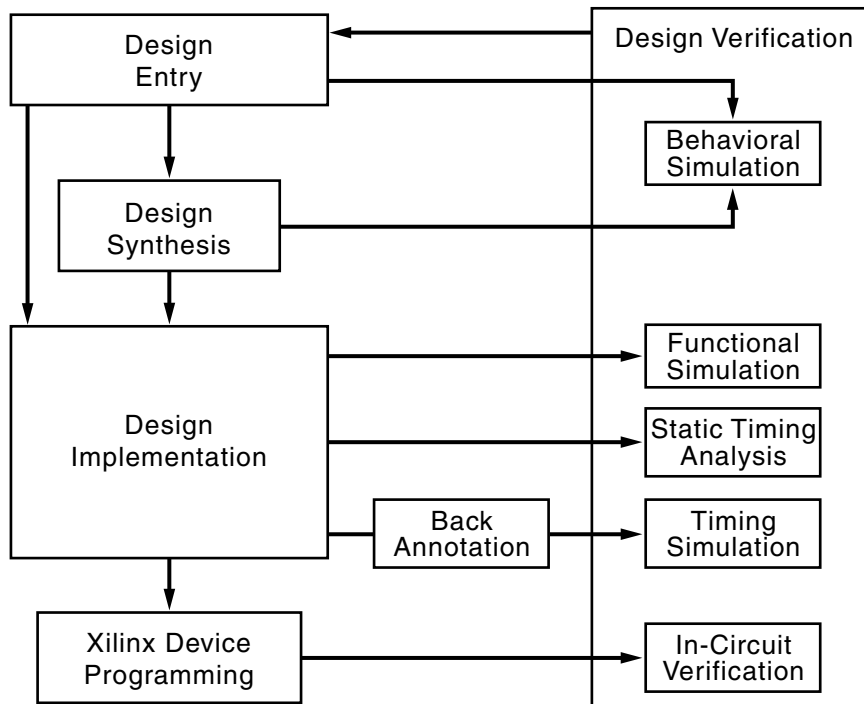 Design
Entry
Design Verification
Behavioral
Simulation
Design
Synthesis
Functional
Simulation
Design
Implementation
Static Timing
Analysis
Back
Annotation
Timing
Simulation
Xilinx Device
Programming
In-Circuit
Verification